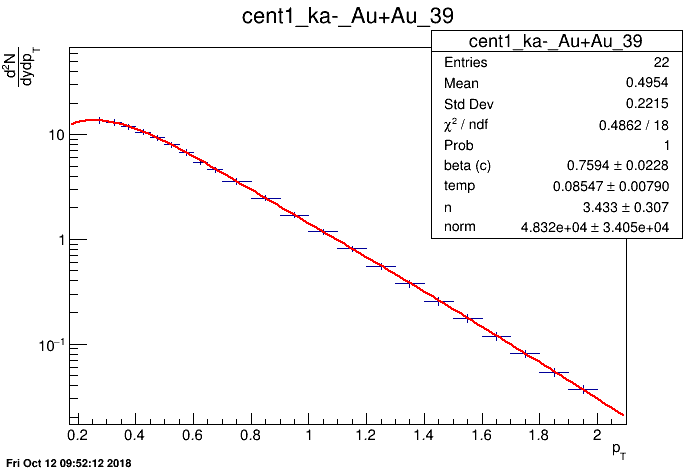 cent1_ka-_Au+Au_39
d²N
dydp_T
cent1_ka-_Au+Au_39
Entries 22
Mean 0.4954
Std Dev 0.2215
χ² / ndf 0.4862 / 18
Prob 1
beta (c) 0.7594 ± 0.0228
temp 0.08547 ± 0.00790
n 3.433 ± 0.307
norm 4.832e+04 ± 3.405e+04
10
1
10⁻¹
0.2 0.4 0.6 0.8 1 1.2 1.4 1.6 1.8 2
p_T
Fri Oct 12 09:52:12 2018